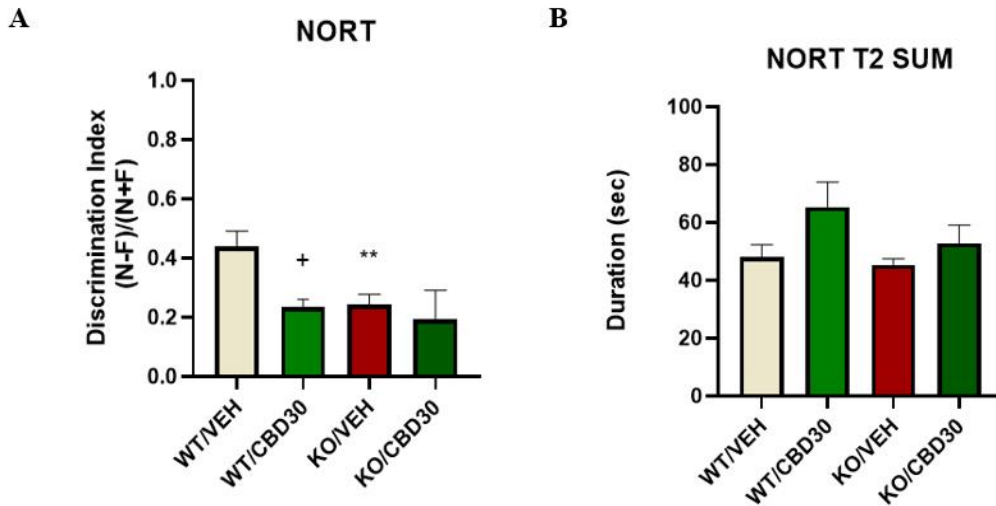 A
NORT
Discrimination Index
(N-F)/(N+F)
1.0
0.8
0.6
0.4
0.2
0.0
+
**
WT/VEH
WT/CBD30
KO/VEH
KO/CBD30
B
NORT T2 SUM
Duration (sec)
100
80
60
40
20
0
WT/VEH
WT/CBD30
KO/VEH
KO/CBD30